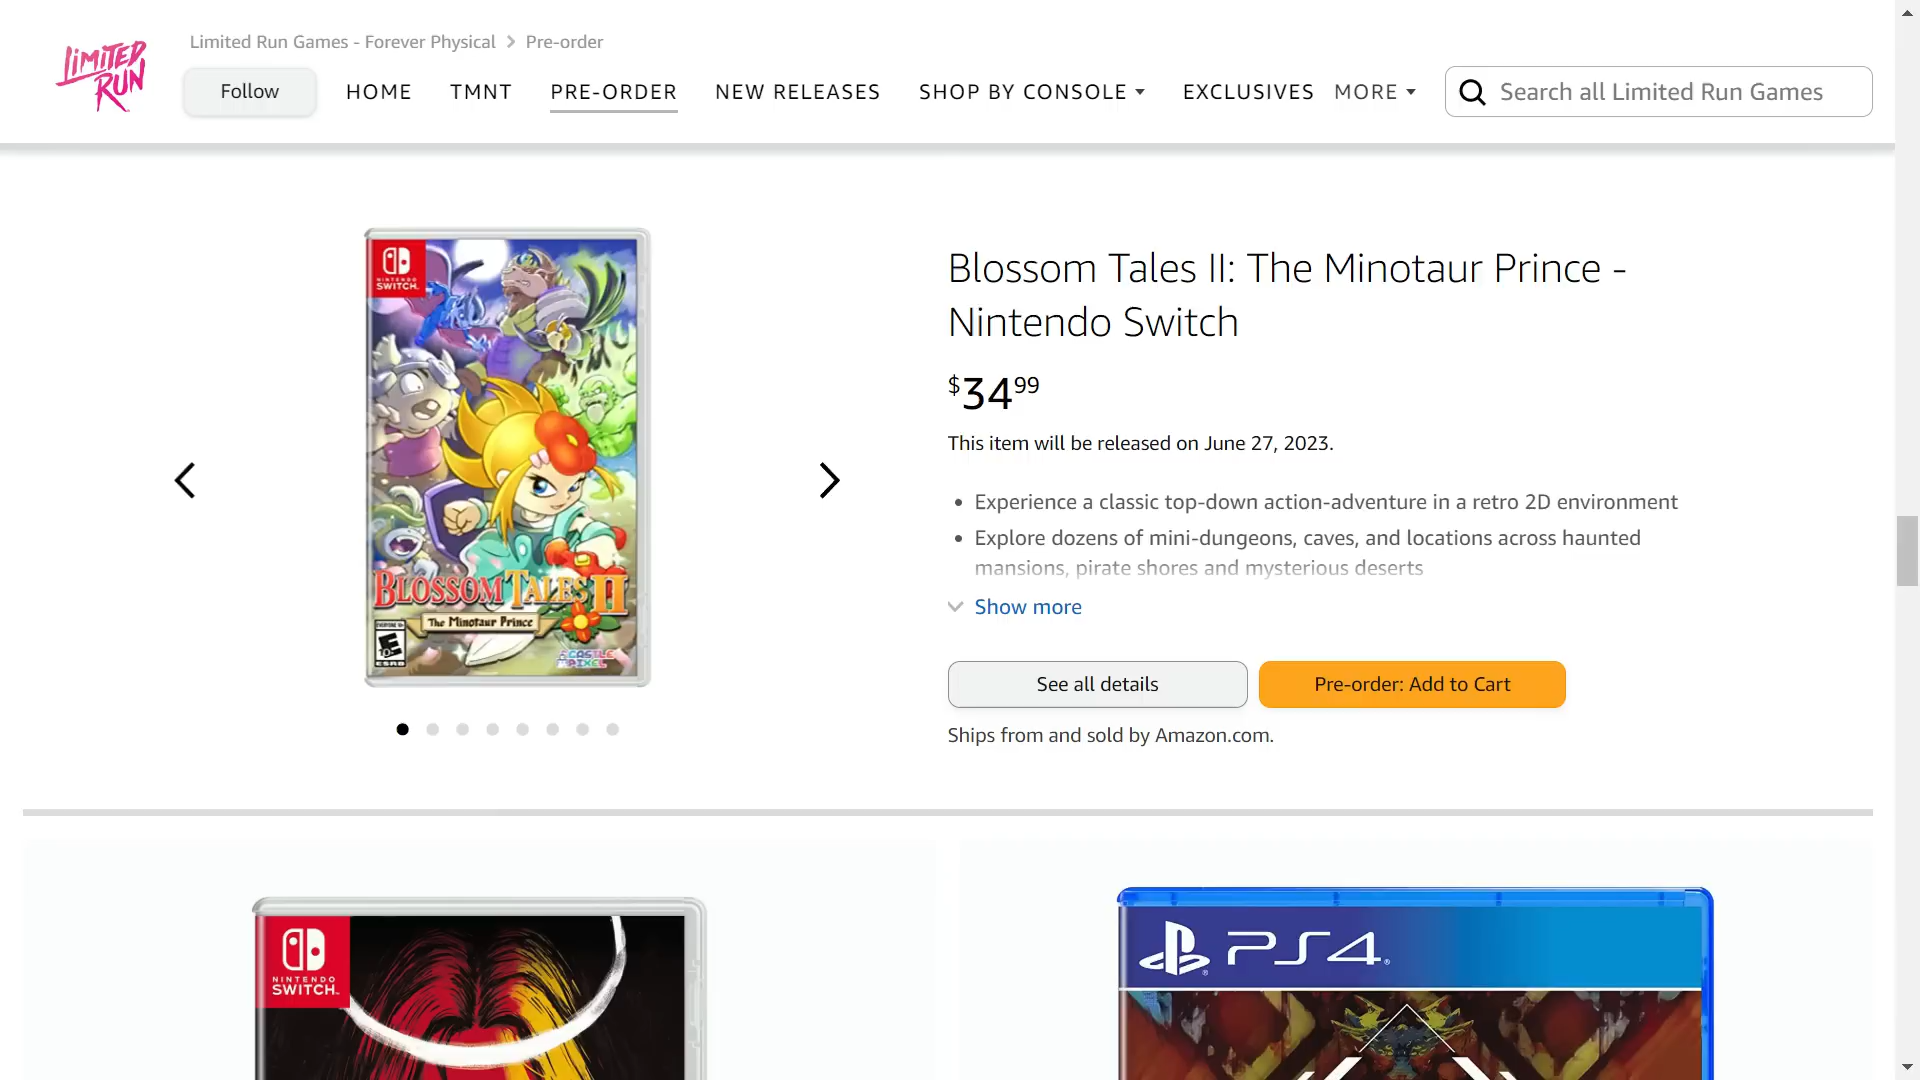 LIMITED RUN
Limited Run Games - Forever Physical > Pre-order
Follow
HOME
TMNT
PRE-ORDER
NEW RELEASES
SHOP BY CONSOLE
EXCLUSIVES
MORE
Search all Limited Run Games
NINTENDO
SWITCH
BLOSSOM TALES II
The Minotaur Prince
EVERYONE 10+
E
10+
ESRB
CASTLE
PIXEL
Blossom Tales II: The Minotaur Prince -
Nintendo Switch
$34.99
This item will be released on June 27, 2023.
• Experience a classic top-down action-adventure in a retro 2D environment
• Explore dozens of mini-dungeons, caves, and locations across haunted
mansions, pirate shores and mysterious deserts
Show more
See all details
Pre-order: Add to Cart
Ships from and sold by Amazon.com.
NINTENDO
SWITCH
PS4